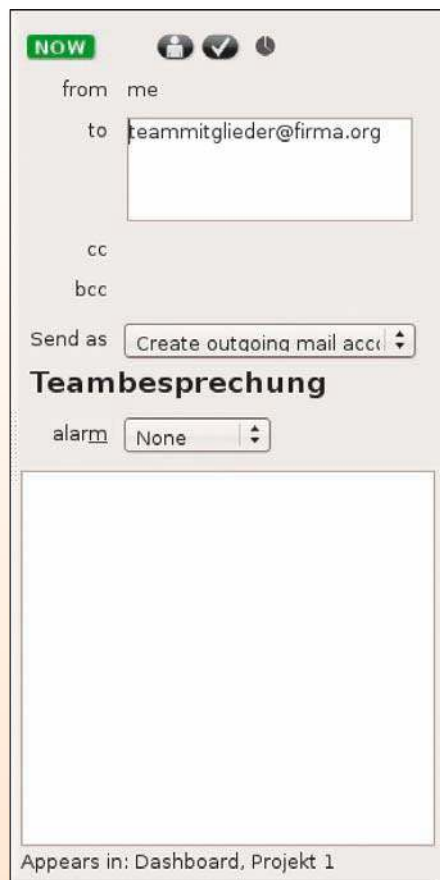 NOW
from me
to teammitglieder@firma.org
cc
bcc
Send as Create outgoing mail acc
Teambesprechung
alarm None
Appears in: Dashboard, Projekt 1